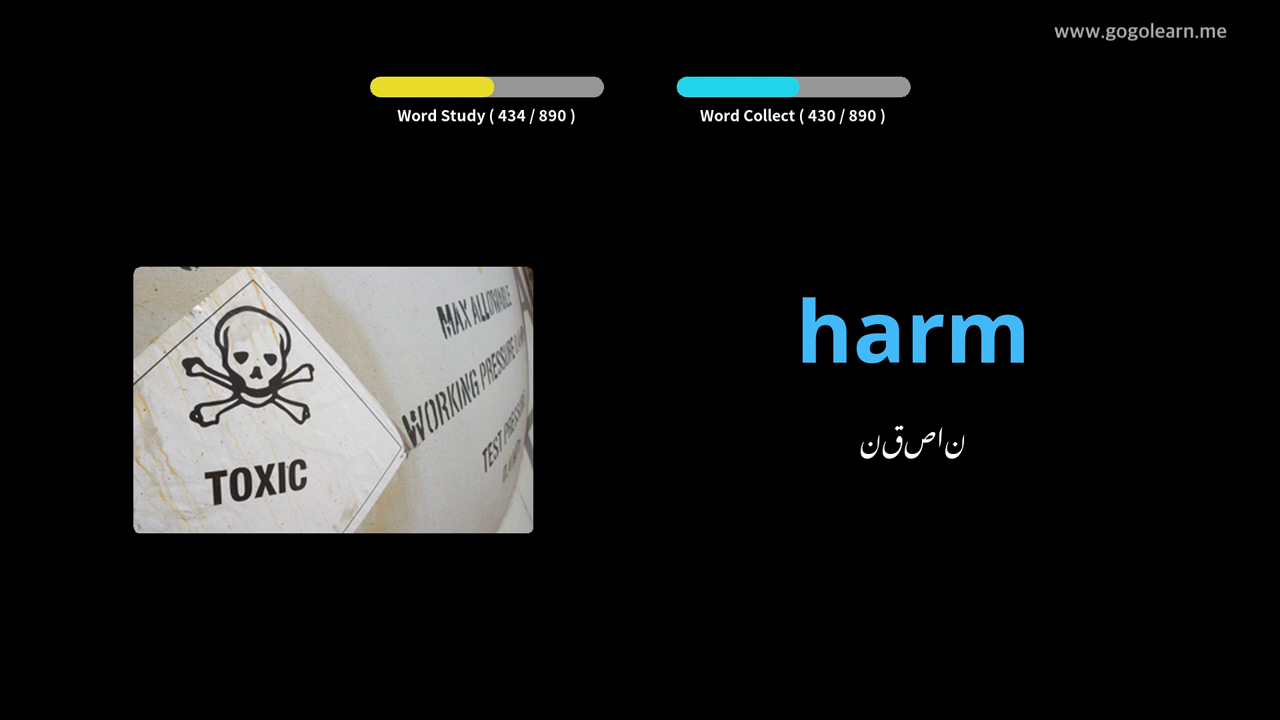 www.gogolearn.me
Word Study ( 434 / 890 )
Word Collect ( 430 / 890 )
MAX ALLOWABLE
WORKING PRESSURE
TEST PRESSURE
TOXIC
harm
نقصان